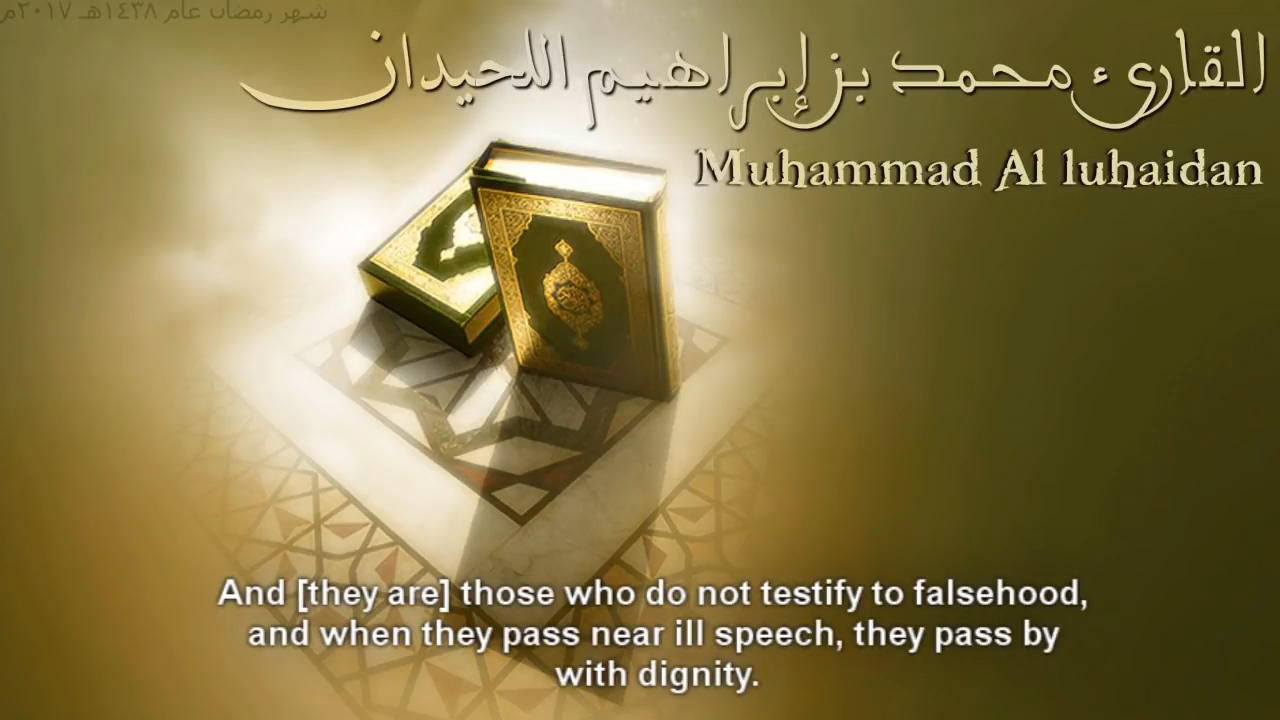 شهر رمضان عام ١٤٣٨هـ ٢٠١٧م
القارئ محمد بن إبراهيم اللحيدان
Muhammad Al luhaidan
And [they are] those who do not testify to falsehood,
and when they pass near ill speech, they pass by
with dignity.